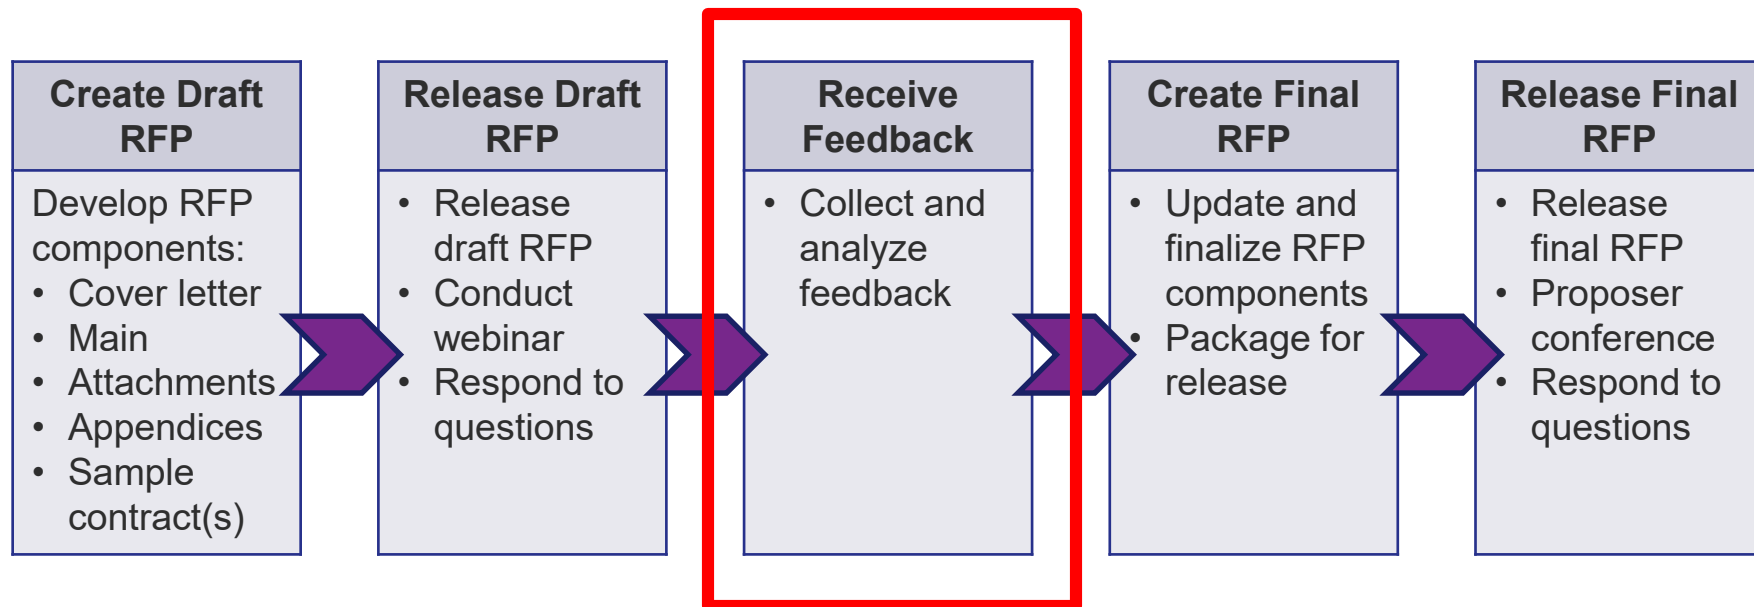 Create Draft
RFP
Develop RFP
components:
• Cover letter
• Main
• Attachments
• Appendices
• Sample
contract(s)
Release Draft
RFP
• Release
draft RFP
• Conduct
webinar
• Respond to
questions
Receive
Feedback
• Collect and
analyze
feedback
Create Final
RFP
• Update and
finalize RFP
components
• Package for
release
Release Final
RFP
• Release
final RFP
• Proposer
conference
• Respond to
questions